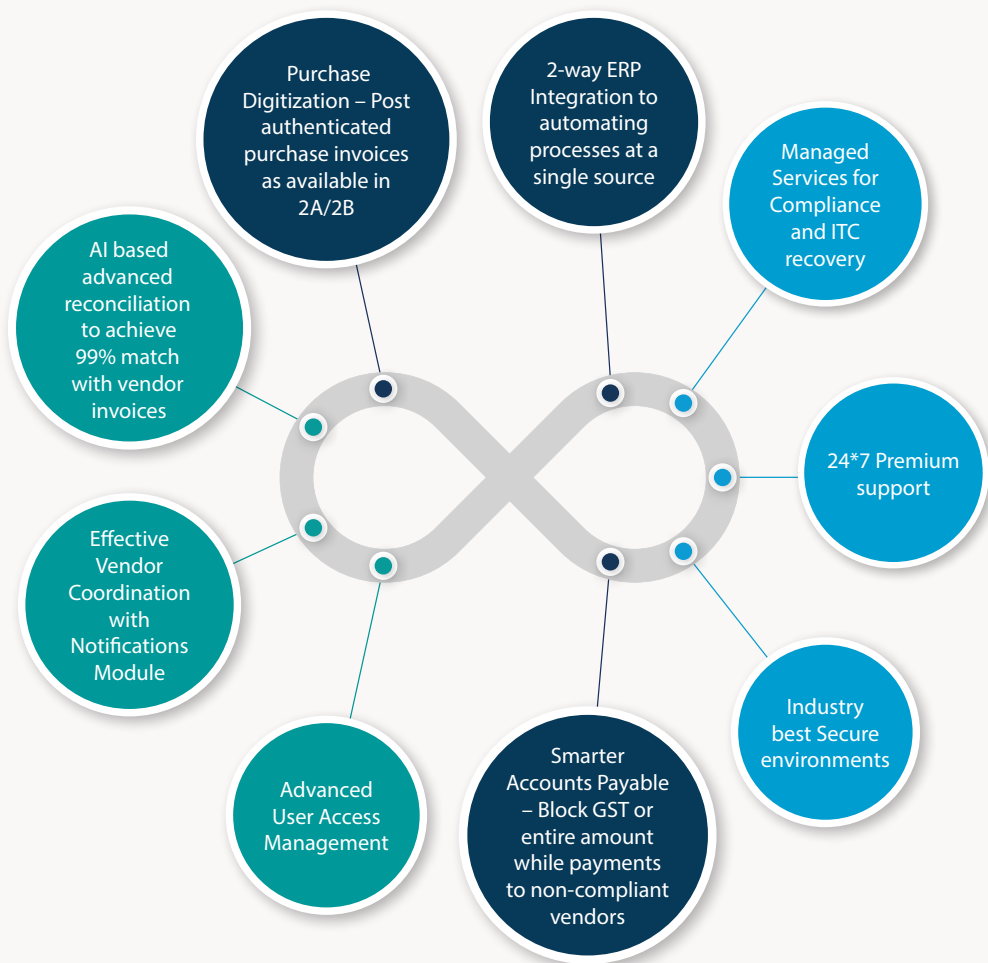 Purchase
Digitization – Post
authenticated
purchase invoices
as available in
2A/2B
2-way ERP
Integration to
automating
processes at a
single source
Managed
Services for
Compliance
and ITC
recovery
AI based
advanced
reconciliation
to achieve
99% match
with vendor
invoices
24*7 Premium
support
Effective
Vendor
Coordination
with
Notifications
Module
Industry
best Secure
environments
Advanced
User Access
Management
Smarter
Accounts Payable
– Block GST or
entire amount
while payments
to non-compliant
vendors